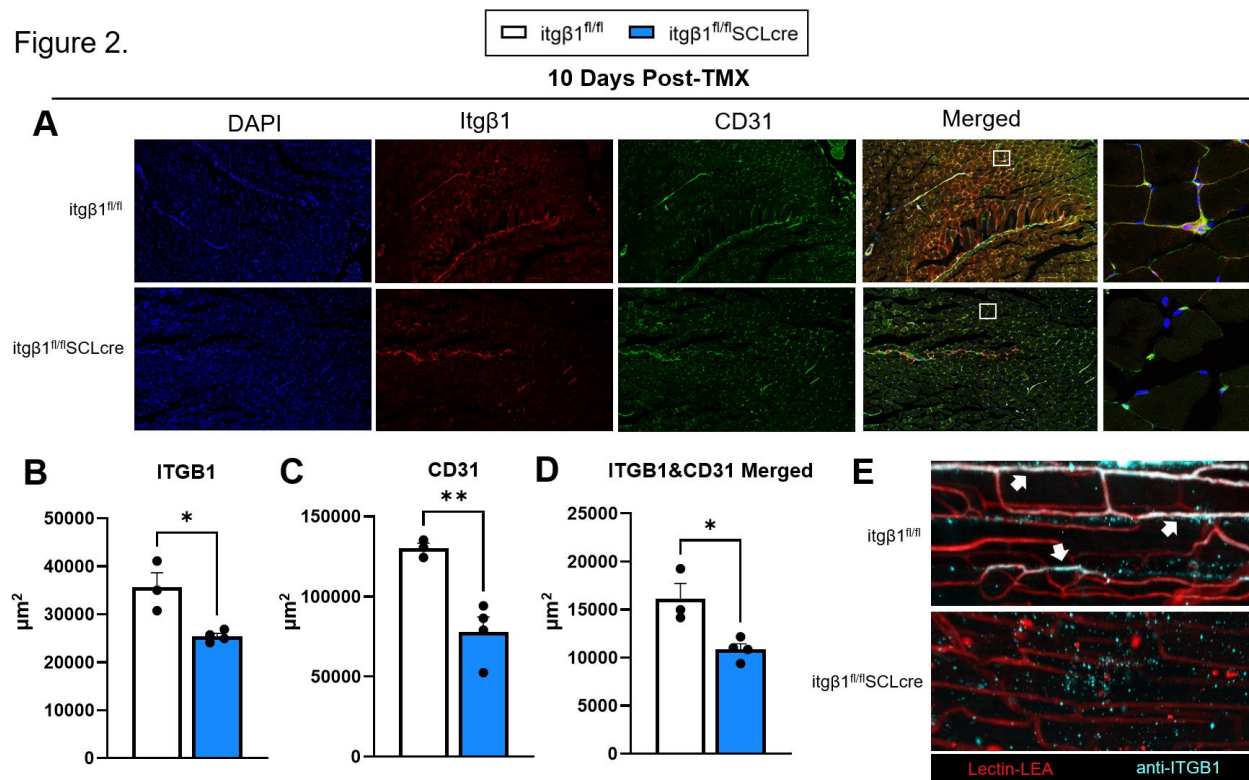 Figure 2.
itgβ1fl/fl itgβ1fl/flSCLcre
10 Days Post-TMX
A
DAPI Itgβ1 CD31 Merged
itgβ1fl/fl
itgβ1fl/flSCLcre
B
ITGB1
*
50000
40000
30000
20000
10000
0
µm²
C
CD31
**
150000
100000
50000
0
µm²
D
ITGB1&CD31 Merged
*
25000
20000
15000
10000
5000
0
µm²
E
itgβ1fl/fl
itgβ1fl/flSCLcre
Lectin-LEA anti-ITGB1